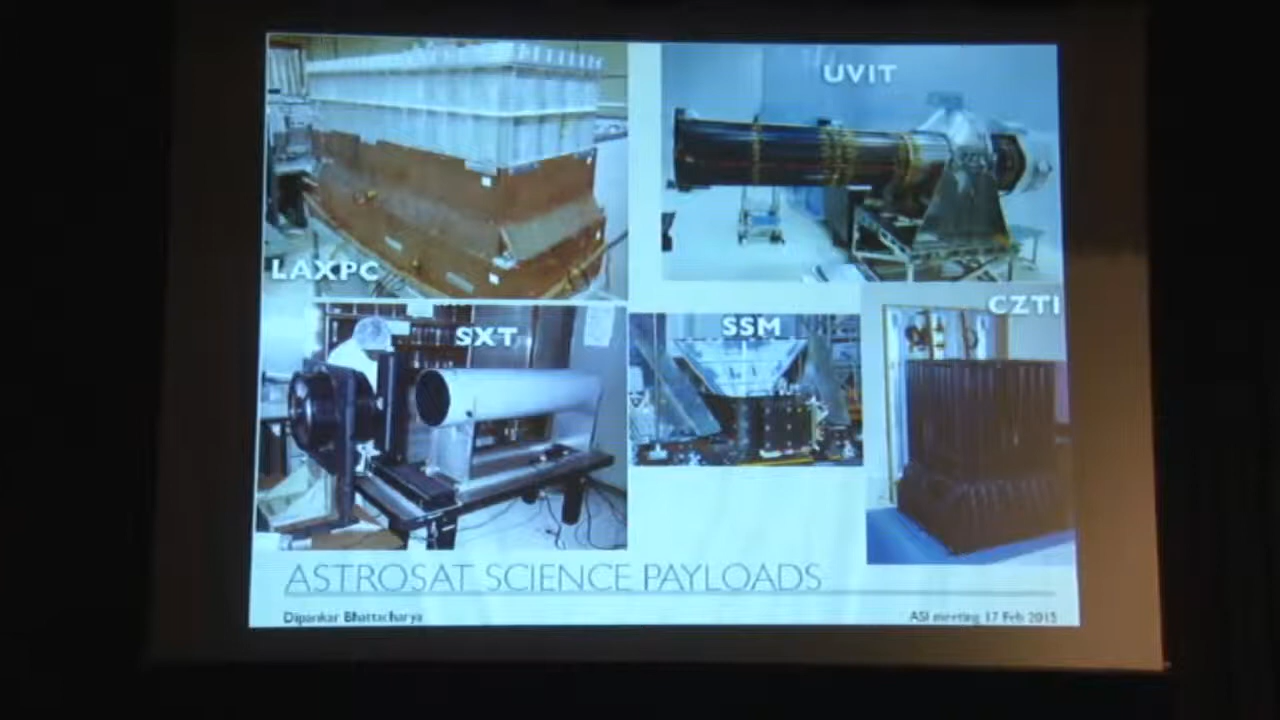 UVIT
LAXPC
SXT
SSM
CZTI
ASTROSAT SCIENCE PAYLOADS
Dipankar Bhattacharya
ASI meeting 17 Feb 2015